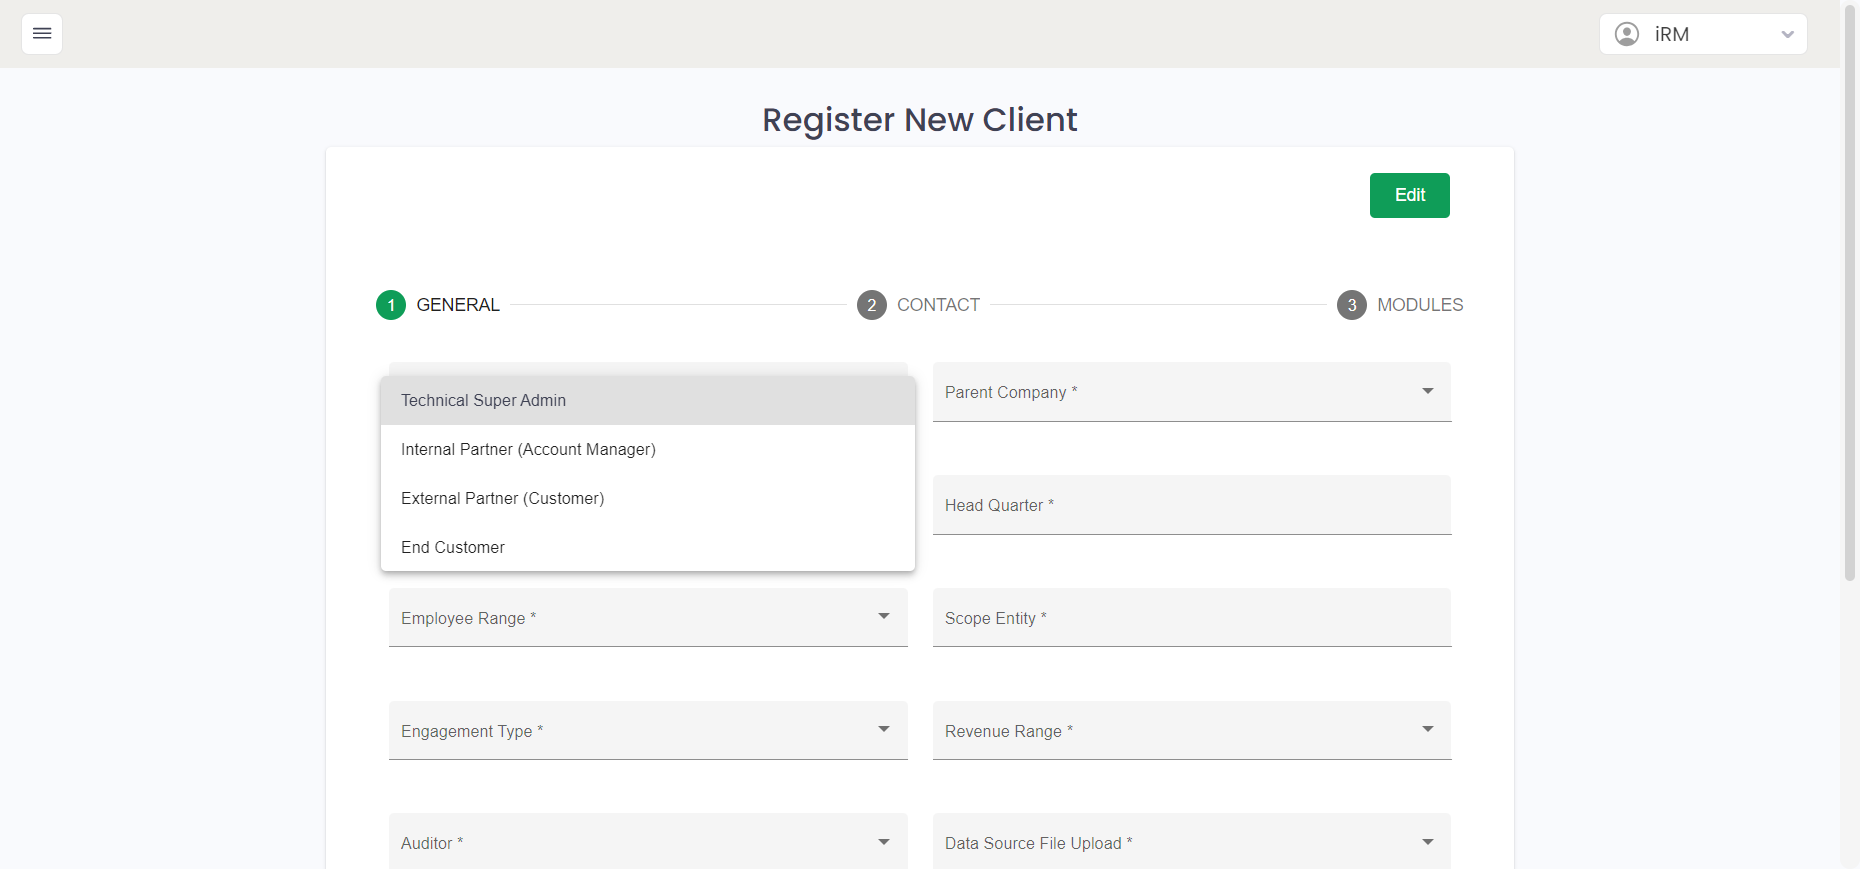 iRM
Register New Client
Edit
1 GENERAL
2 CONTACT
3 MODULES
Technical Super Admin
Internal Partner (Account Manager)
External Partner (Customer)
End Customer
Parent Company *
Head Quarter *
Employee Range *
Scope Entity *
Engagement Type *
Revenue Range *
Auditor *
Data Source File Upload *